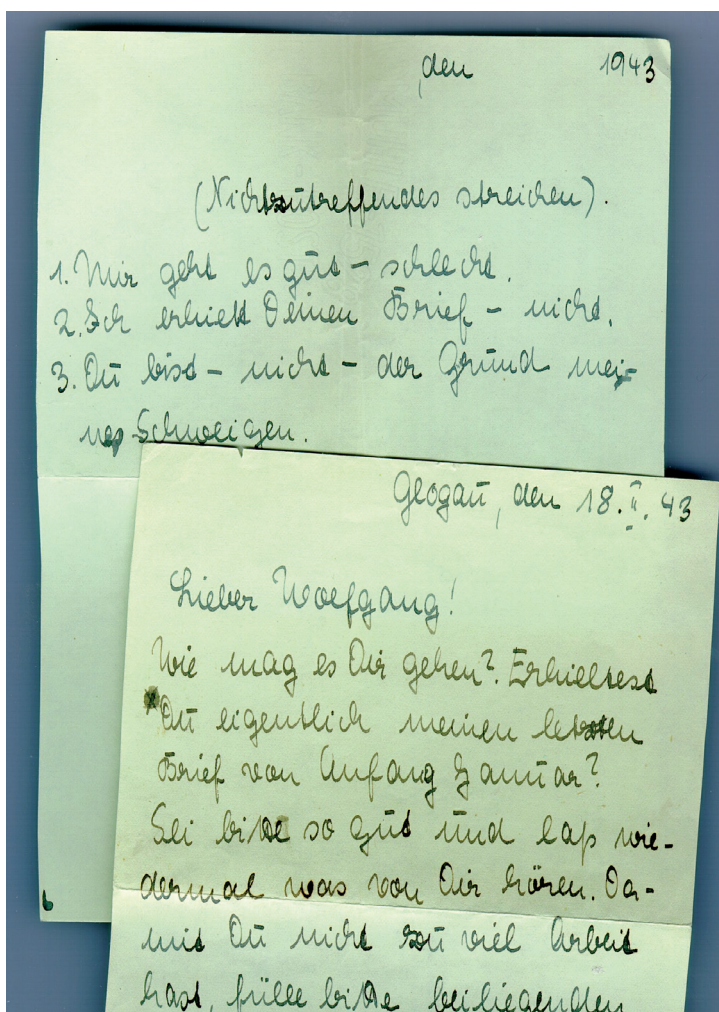 , den 1943
(Nichtzutreffendes streichen).
1. Mir geht es gut – schlecht.
2. Ich erhielt Deinen Brief – nicht.
3. Du bist – nicht – der Grund mei-
nes Schweigen.
Glogau, den 18. II. 43
Lieber Wolfgang!
Wie mag es Dir gehen? Erhieltest
Du eigentlich meinen letzten
Brief von Anfang Januar?
Sei bitte so gut und laß wie-
dermal was von Dir hören. Da-
mit Du nicht zu viel Arbeit
hast, fülle bitte beiliegenden